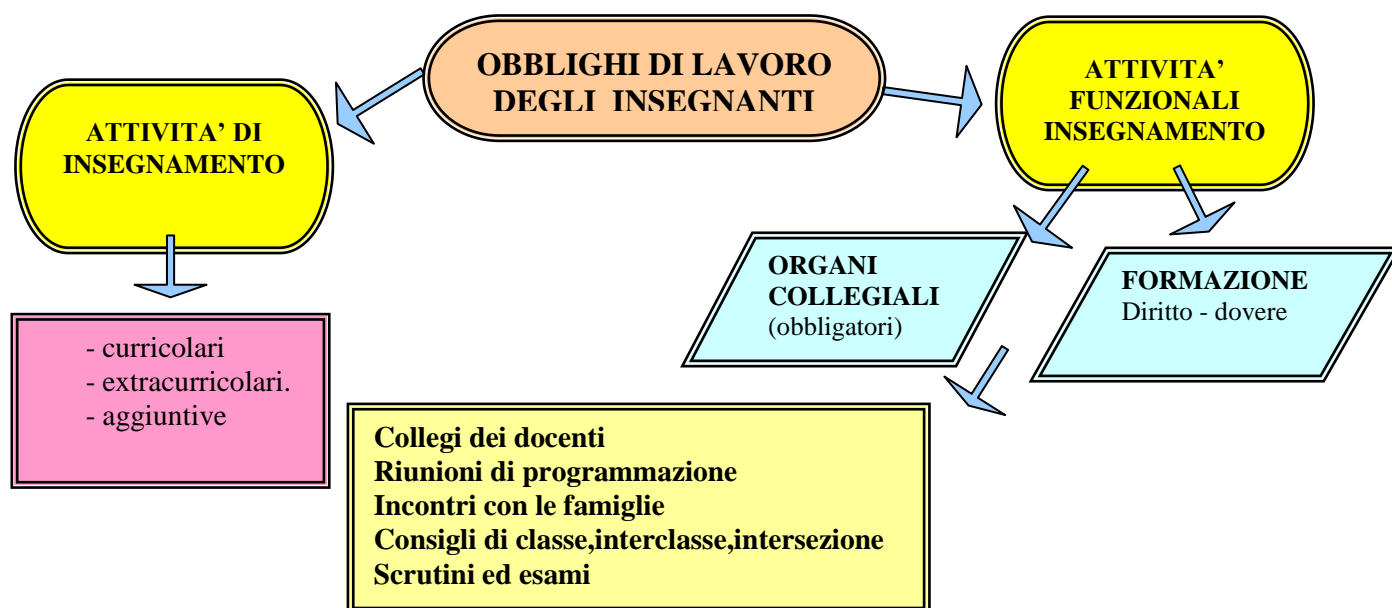 OBBLIGHI DI LAVORO
DEGLI INSEGNANTI
ATTIVITA’ DI
INSEGNAMENTO
ATTIVITA’
FUNZIONALI
INSEGNAMENTO
ORGANI
COLLEGIALI
(obbligatori)
FORMAZIONE
Diritto - dovere
- curricolari
- extracurricolari.
- aggiuntive
Collegi dei docenti
Riunioni di programmazione
Incontri con le famiglie
Consigli di classe,interclasse,intersezione
Scrutini ed esami